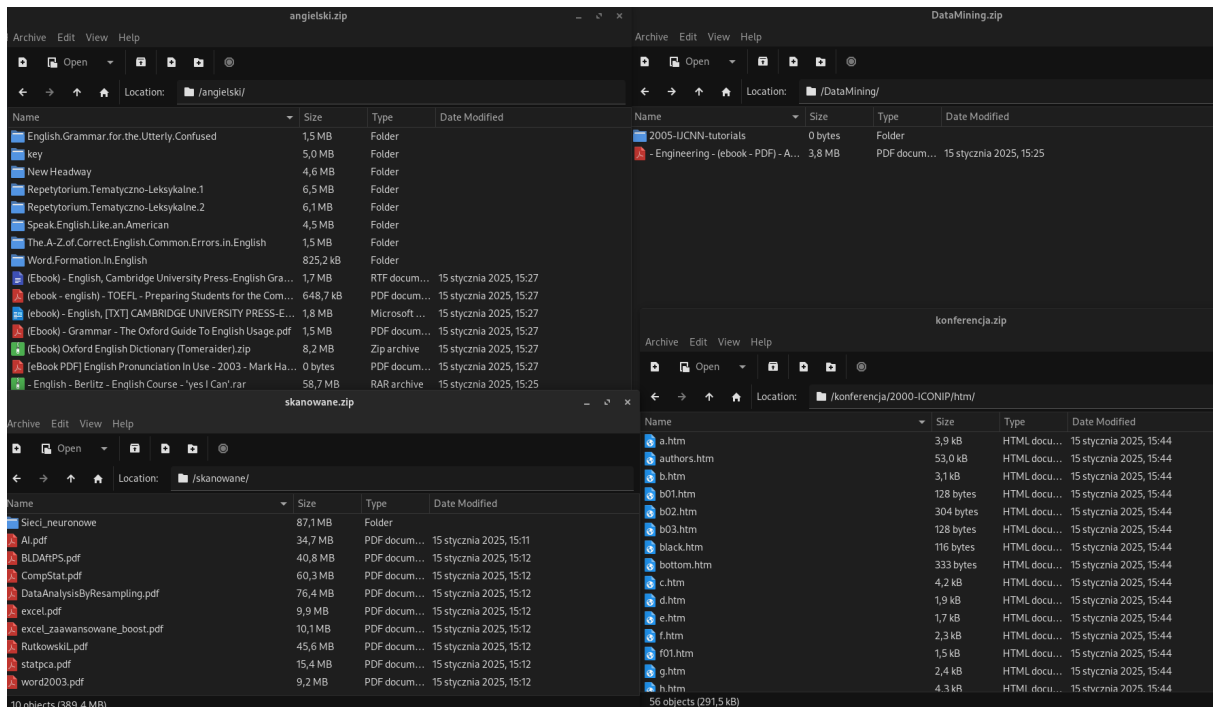 angielski.zip
Archive Edit View Help
Open
Location: /angielski/
Name Size Type Date Modified
English.Grammar.for.the.Utterly.Confused 1,5 MB Folder
key 5,0 MB Folder
New Headway 4,6 MB Folder
Repetytorium.Tematyczno-Leksykalne.1 6,5 MB Folder
Repetytorium.Tematyczno-Leksykalne.2 6,1 MB Folder
Speak.English.Like.an.American 4,5 MB Folder
The.A-Z.of.Correct.English.Common.Errors.in.English 1,5 MB Folder
Word.Formation.In.English 825,2 kB Folder
(Ebook) - English, Cambridge University Press-English Gra... 1,7 MB RTF docum... 15 stycznia 2025, 15:27
(ebook - english) - TOEFL - Preparing Students for the Com... 648,7 kB PDF docum... 15 stycznia 2025, 15:27
(ebook) - English, [TXT] CAMBRIDGE UNIVERSITY PRESS-E... 1,8 MB Microsoft ... 15 stycznia 2025, 15:27
(Ebook) - Grammar - The Oxford Guide To English Usage.pdf 1,5 MB PDF docum... 15 stycznia 2025, 15:27
(Ebook) Oxford English Dictionary (Tomeraider).zip 8,2 MB Zip archive 15 stycznia 2025, 15:27
[eBook PDF] English Pronunciation In Use - 2003 - Mark Ha... 0 bytes PDF docum... 15 stycznia 2025, 15:27
- English - Berlitz - English Course - 'yes I Can'.rar 58,7 MB RAR archive 15 stycznia 2025, 15:25
DataMining.zip
Archive Edit View Help
Open
Location: /DataMining/
Name Size Type Date Modified
2005-IJCNN-tutorials 0 bytes Folder
- Engineering - (ebook - PDF) - A... 3,8 MB PDF docum... 15 stycznia 2025, 15:25
skanowane.zip
Archive Edit View Help
Open
Location: /skanowane/
Name Size Type Date Modified
Sieci_neuronowe 87,1 MB Folder
AI.pdf 34,7 MB PDF docum... 15 stycznia 2025, 15:11
BLDAftPS.pdf 40,8 MB PDF docum... 15 stycznia 2025, 15:12
CompStat.pdf 60,3 MB PDF docum... 15 stycznia 2025, 15:12
DataAnalysisByResampling.pdf 76,4 MB PDF docum... 15 stycznia 2025, 15:12
excel.pdf 9,9 MB PDF docum... 15 stycznia 2025, 15:12
excel_zaawansowane_boost.pdf 10,1 MB PDF docum... 15 stycznia 2025, 15:12
RutkowskiL.pdf 45,6 MB PDF docum... 15 stycznia 2025, 15:12
statpca.pdf 15,4 MB PDF docum... 15 stycznia 2025, 15:12
word2003.pdf 9,2 MB PDF docum... 15 stycznia 2025, 15:12
10 objects (389,4 MB)
konferencja.zip
Archive Edit View Help
Open
Location: /konferencja/2000-ICONIP/htm/
Name Size Type Date Modified
a.htm 3,9 kB HTML docu... 15 stycznia 2025, 15:44
authors.htm 53,0 kB HTML docu... 15 stycznia 2025, 15:44
b.htm 3,1 kB HTML docu... 15 stycznia 2025, 15:44
b01.htm 128 bytes HTML docu... 15 stycznia 2025, 15:44
b02.htm 304 bytes HTML docu... 15 stycznia 2025, 15:44
b03.htm 128 bytes HTML docu... 15 stycznia 2025, 15:44
black.htm 116 bytes HTML docu... 15 stycznia 2025, 15:44
bottom.htm 333 bytes HTML docu... 15 stycznia 2025, 15:44
c.htm 4,2 kB HTML docu... 15 stycznia 2025, 15:44
d.htm 1,9 kB HTML docu... 15 stycznia 2025, 15:44
e.htm 1,7 kB HTML docu... 15 stycznia 2025, 15:44
f.htm 2,3 kB HTML docu... 15 stycznia 2025, 15:44
f01.htm 1,5 kB HTML docu... 15 stycznia 2025, 15:44
g.htm 2,4 kB HTML docu... 15 stycznia 2025, 15:44
h.htm 4,3 kB HTML docu... 15 stycznia 2025, 15:44
56 objects (291,5 kB)